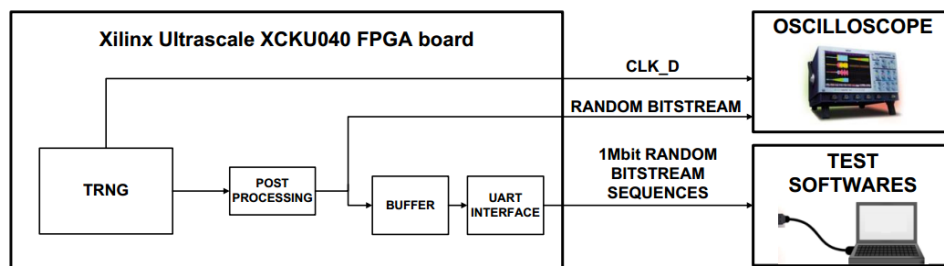 Xilinx Ultrascale XCKU040 FPGA board
OSCILLOSCOPE
CLK_D
RANDOM BITSTREAM
1Mbit RANDOM
BITSTREAM
SEQUENCES
TRNG
POST
PROCESSING
BUFFER
UART
INTERFACE
TEST
SOFTWARES